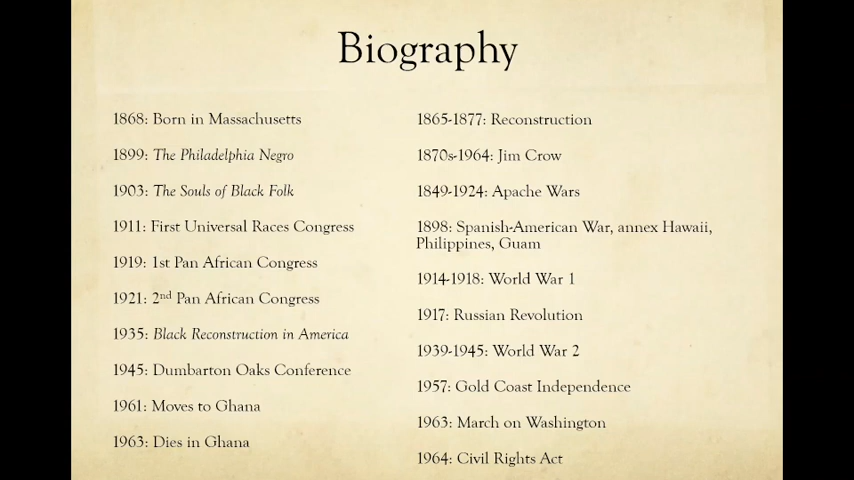 Biography
1868: Born in Massachusetts
1899: The Philadelphia Negro
1903: The Souls of Black Folk
1911: First Universal Races Congress
1919: 1st Pan African Congress
1921: 2nd Pan African Congress
1935: Black Reconstruction in America
1945: Dumbarton Oaks Conference
1961: Moves to Ghana
1963: Dies in Ghana
1865-1877: Reconstruction
1870s-1964: Jim Crow
1849-1924: Apache Wars
1898: Spanish-American War, annex Hawaii,
Philippines, Guam
1914-1918: World War 1
1917: Russian Revolution
1939-1945: World War 2
1957: Gold Coast Independence
1963: March on Washington
1964: Civil Rights Act